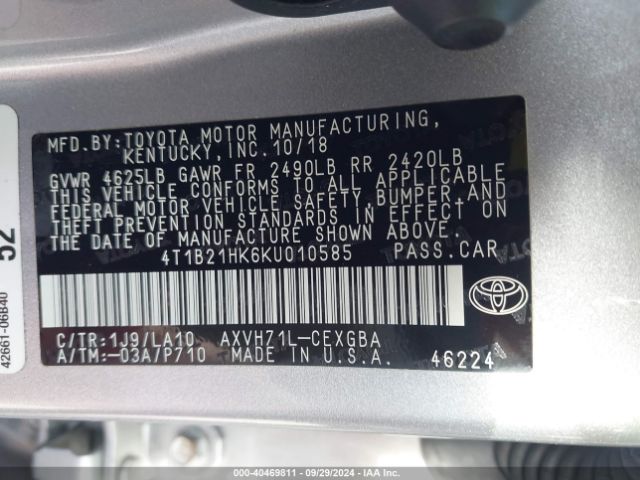 MFD. BY: TOYOTA MOTOR MANUFACTURING,
KENTUCKY, INC. 10/18
GVWR 4625LB GAWR FR 2490LB RR 2420LB
THIS VEHICLE CONFORMS TO ALL APPLICABLE
FEDERAL MOTOR VEHICLE SAFETY, BUMPER, AND
THEFT PREVENTION STANDARDS IN EFFECT ON
THE DATE OF MANUFACTURE SHOWN ABOVE.
4T1B21HK6KU010585 PASS. CAR
C/TR: 1J9/LA10 AXVH71L-CEXGBA
A/TM: -03A/P710 MADE IN U.S.A.
46224
TOYOTA
52
42661-06B40
000-40469811 - 09/29/2024 - IAA Inc.